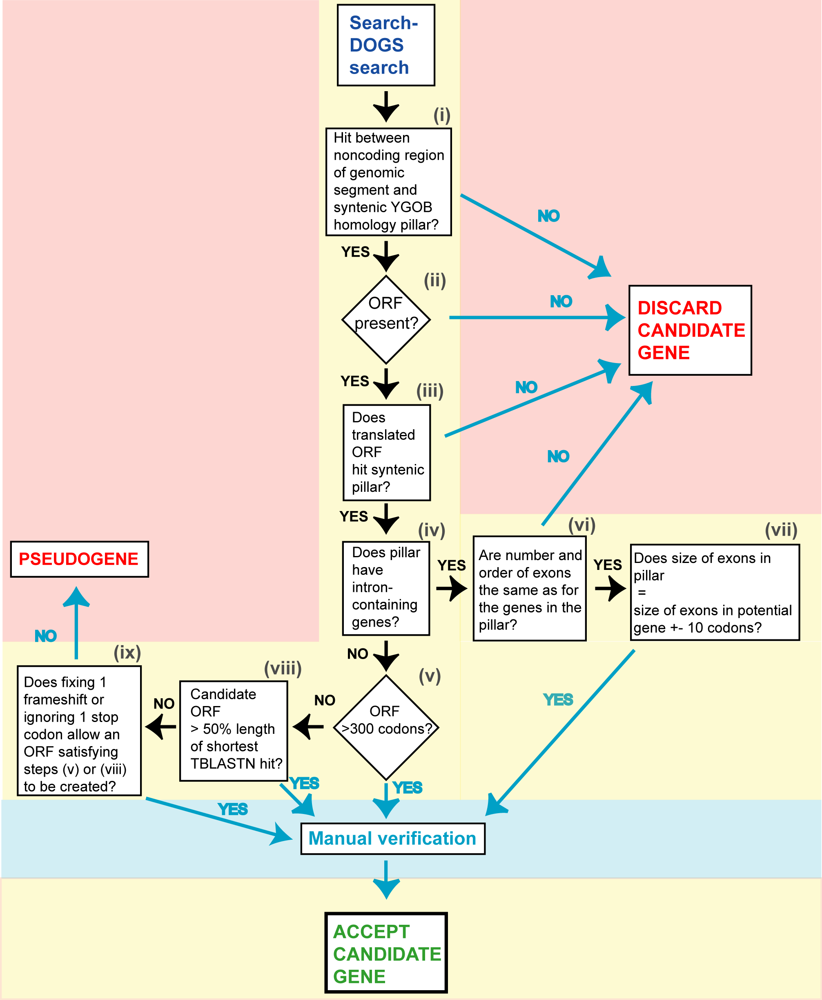 Search-
DOGS
search
(i)
Hit between
noncoding region
of genomic
segment and
syntenic YGOB
homology pillar?
NO
YES
(ii)
ORF
present?
NO
DISCARD
CANDIDATE
GENE
YES
(iii)
Does
translated
ORF
hit syntenic
pillar?
NO
NO
YES
(iv)
Does pillar
have
intron-
containing
genes?
YES
(vi)
Are number and
order of exons
the same as for
the genes in the
pillar?
YES
(vii)
Does size of exons in
pillar
=
size of exons in potential
gene +- 10 codons?
PSEUDOGENE
NO
NO
(v)
ORF
>300 codons?
NO
(viii)
Candidate
ORF
> 50% length
of shortest
TBLASTN hit?
NO
(ix)
Does fixing 1
frameshift or
ignoring 1 stop
codon allow an
ORF satisfying
steps (v) or (viii)
to be created?
YES
YES
YES
YES
Manual verification
ACCEPT
CANDIDATE
GENE